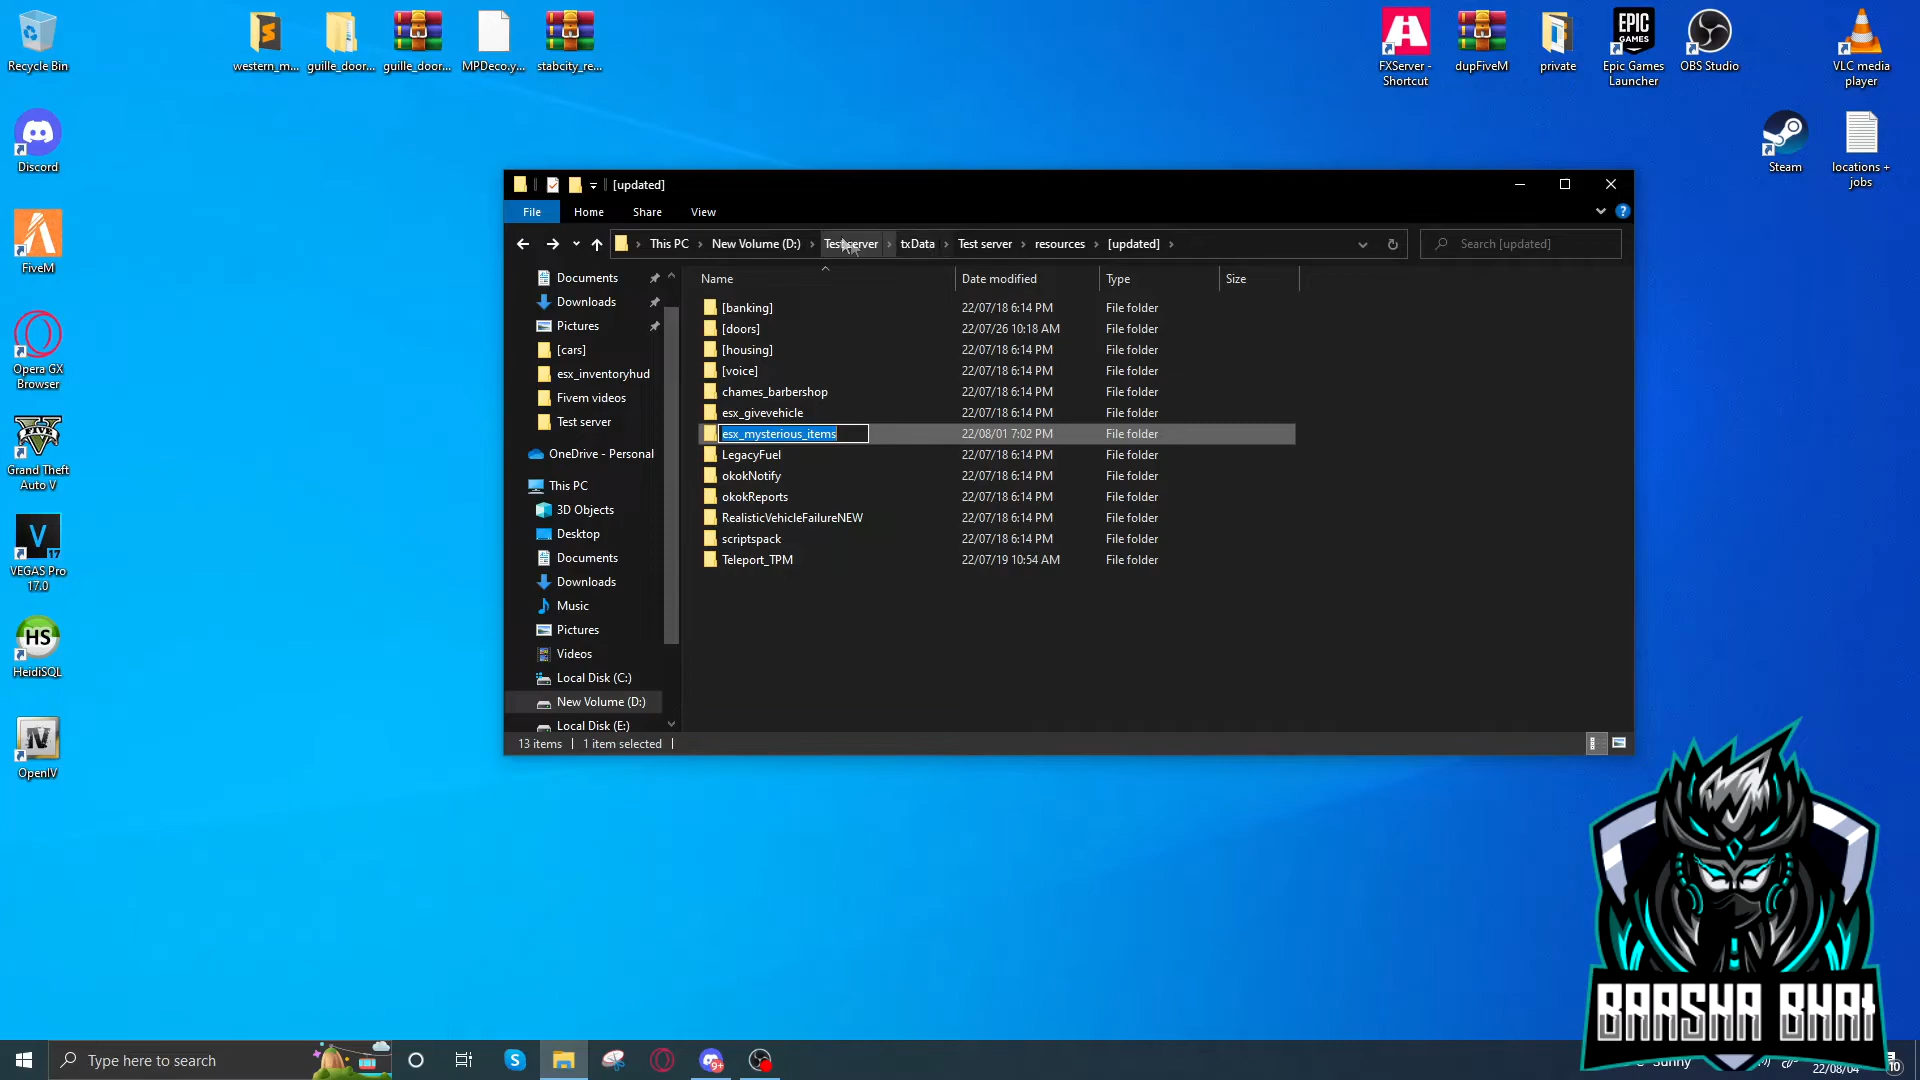 Recycle Bin
western_m...
guille_door...
guille_door...
MPDeco.y...
stabcity_re...
FXServer - Shortcut
dupFiveM
private
Epic Games Launcher
OBS Studio
VLC media player
Discord
Steam
locations + jobs
FiveM
Opera GX Browser
Grand Theft Auto V
VEGAS Pro 17.0
HeidiSQL
OpenIV
[updated]
File
Home
Share
View
This PC
New Volume (D:)
Test server
txData
Test server
resources
[updated]
Search [updated]
Documents
Downloads
Pictures
[cars]
esx_inventoryhud
Fivem videos
Test server
OneDrive - Personal
This PC
3D Objects
Desktop
Documents
Downloads
Music
Pictures
Videos
Local Disk (C:)
New Volume (D:)
Local Disk (E:)
Name Date modified Type Size
[banking] 22/07/18 6:14 PM File folder
[doors] 22/07/26 10:18 AM File folder
[housing] 22/07/18 6:14 PM File folder
[voice] 22/07/18 6:14 PM File folder
chames_barbershop 22/07/18 6:14 PM File folder
esx_givevehicle 22/07/18 6:14 PM File folder
esx_mysterious_items 22/08/01 7:02 PM File folder
LegacyFuel 22/07/18 6:14 PM File folder
okokNotify 22/07/18 6:14 PM File folder
okokReports 22/07/18 6:14 PM File folder
RealisticVehicleFailureNEW 22/07/18 6:14 PM File folder
scriptspack 22/07/18 6:14 PM File folder
Teleport_TPM 22/07/19 10:54 AM File folder
13 items
1 item selected
BAASHA BHAI
Type here to search
9+
Sunny
22/08/04
10